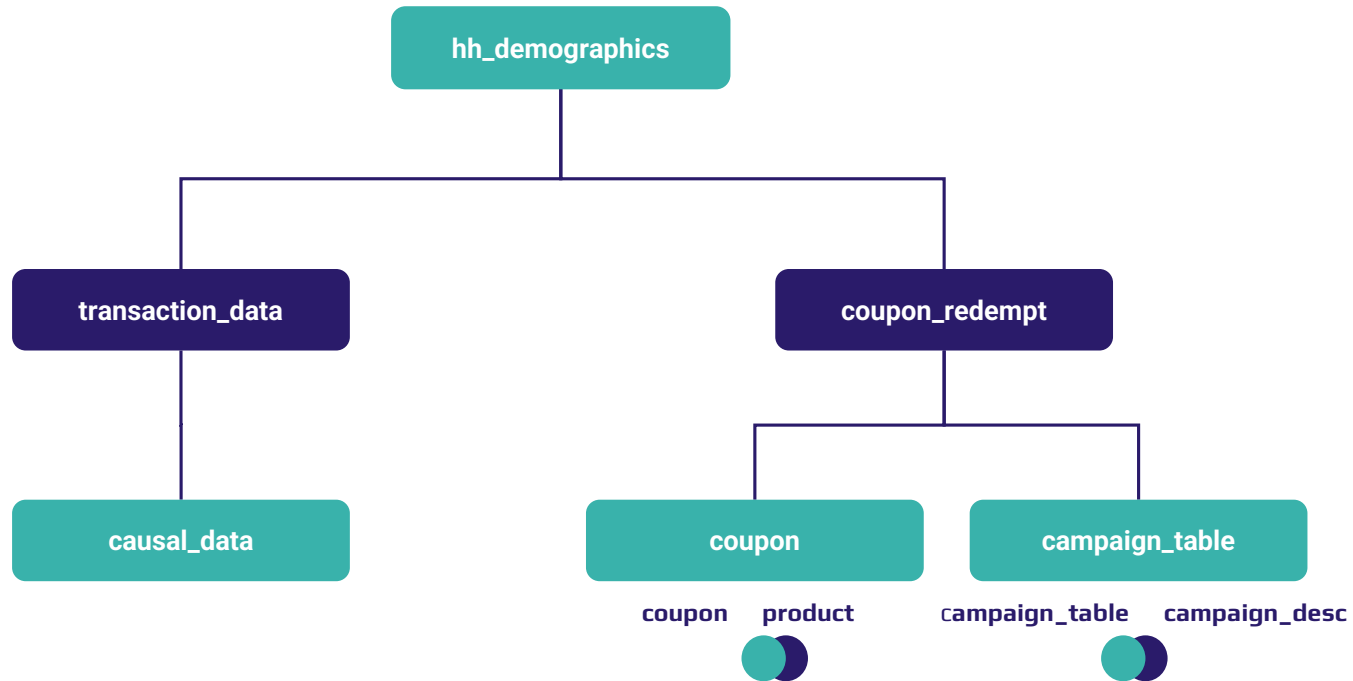 hh_demographics
transaction_data
coupon_redempt
causal_data
coupon
campaign_table
coupon product
campaign_table campaign_desc